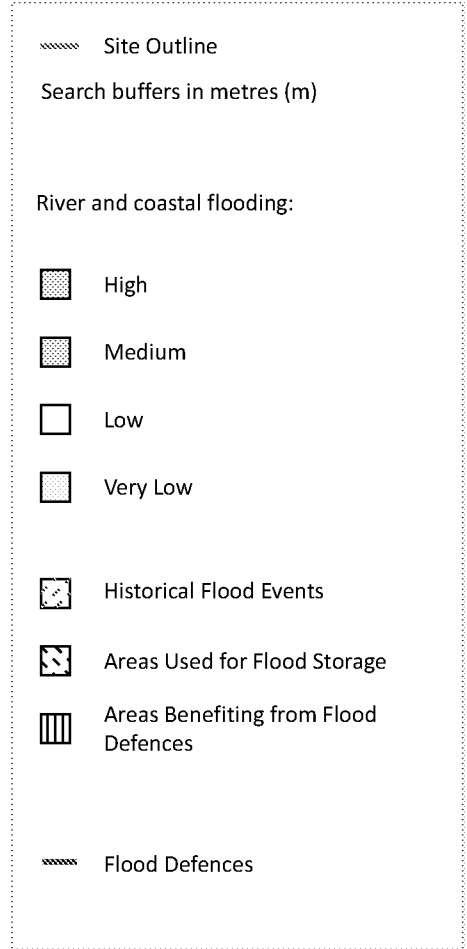 Site Outline
Search buffers in metres (m)
River and coastal flooding:
High
Medium
Low
Very Low
Historical Flood Events
Areas Used for Flood Storage
Areas Benefiting from Flood
Defences
Flood Defences